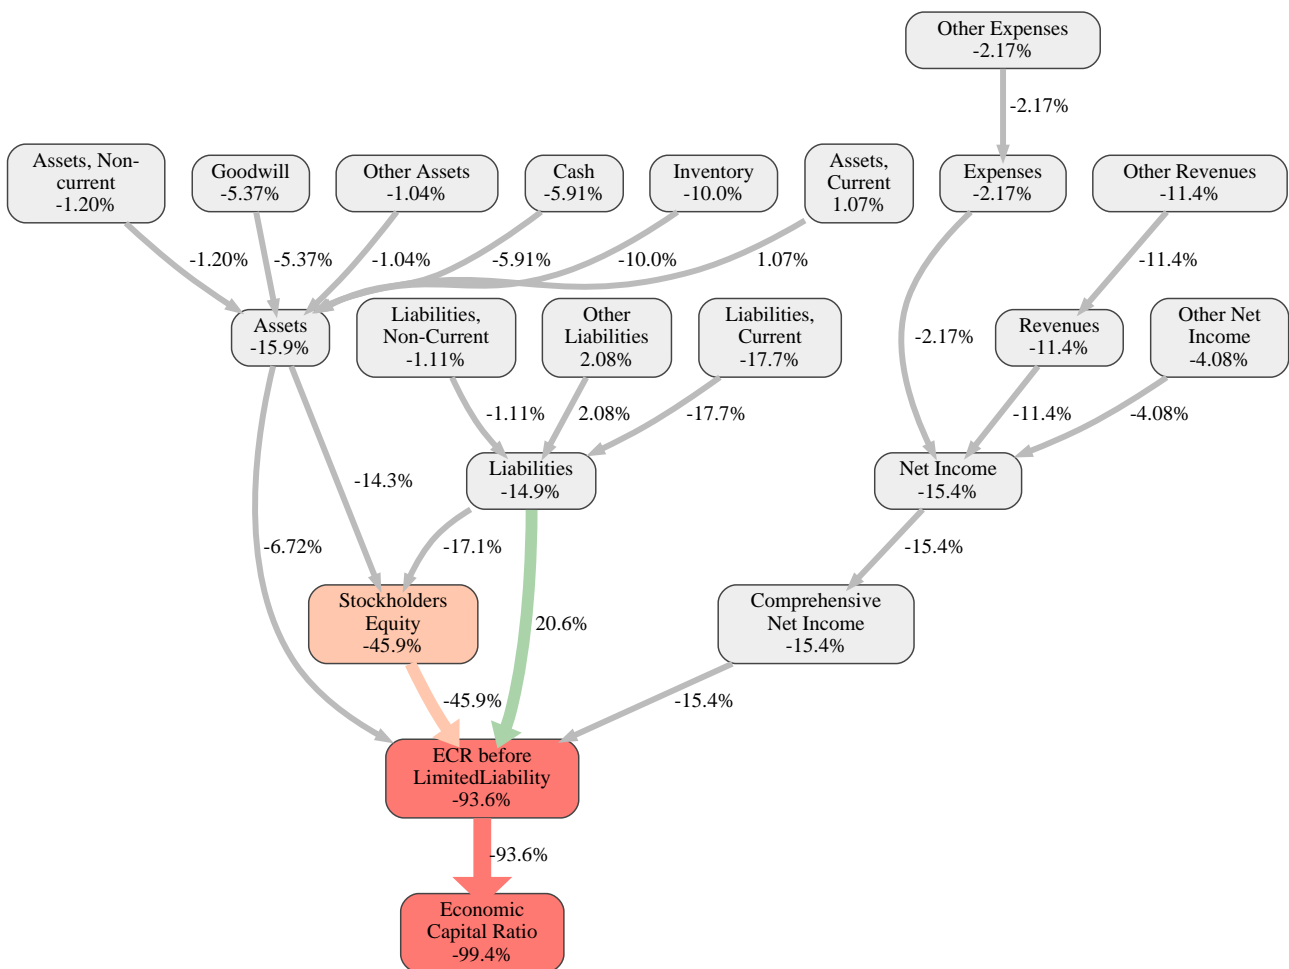 Other Expenses
-2.17%
-2.17%
Assets, Non-
current
-1.20%
Goodwill
-5.37%
Other Assets
-1.04%
Cash
-5.91%
Inventory
-10.0%
Assets,
Current
1.07%
Expenses
-2.17%
Other Revenues
-11.4%
-1.20%
-5.37%
-1.04%
-5.91%
-10.0%
1.07%
-11.4%
Assets
-15.9%
Liabilities,
Non-Current
-1.11%
Other
Liabilities
2.08%
Liabilities,
Current
-17.7%
-2.17%
Revenues
-11.4%
Other Net
Income
-4.08%
-1.11%
2.08%
-17.7%
-11.4%
-4.08%
-14.3%
Liabilities
-14.9%
Net Income
-15.4%
-6.72%
-17.1%
-15.4%
Stockholders
Equity
-45.9%
20.6%
Comprehensive
Net Income
-15.4%
-45.9%
-15.4%
ECR before
LimitedLiability
-93.6%
-93.6%
Economic
Capital Ratio
-99.4%